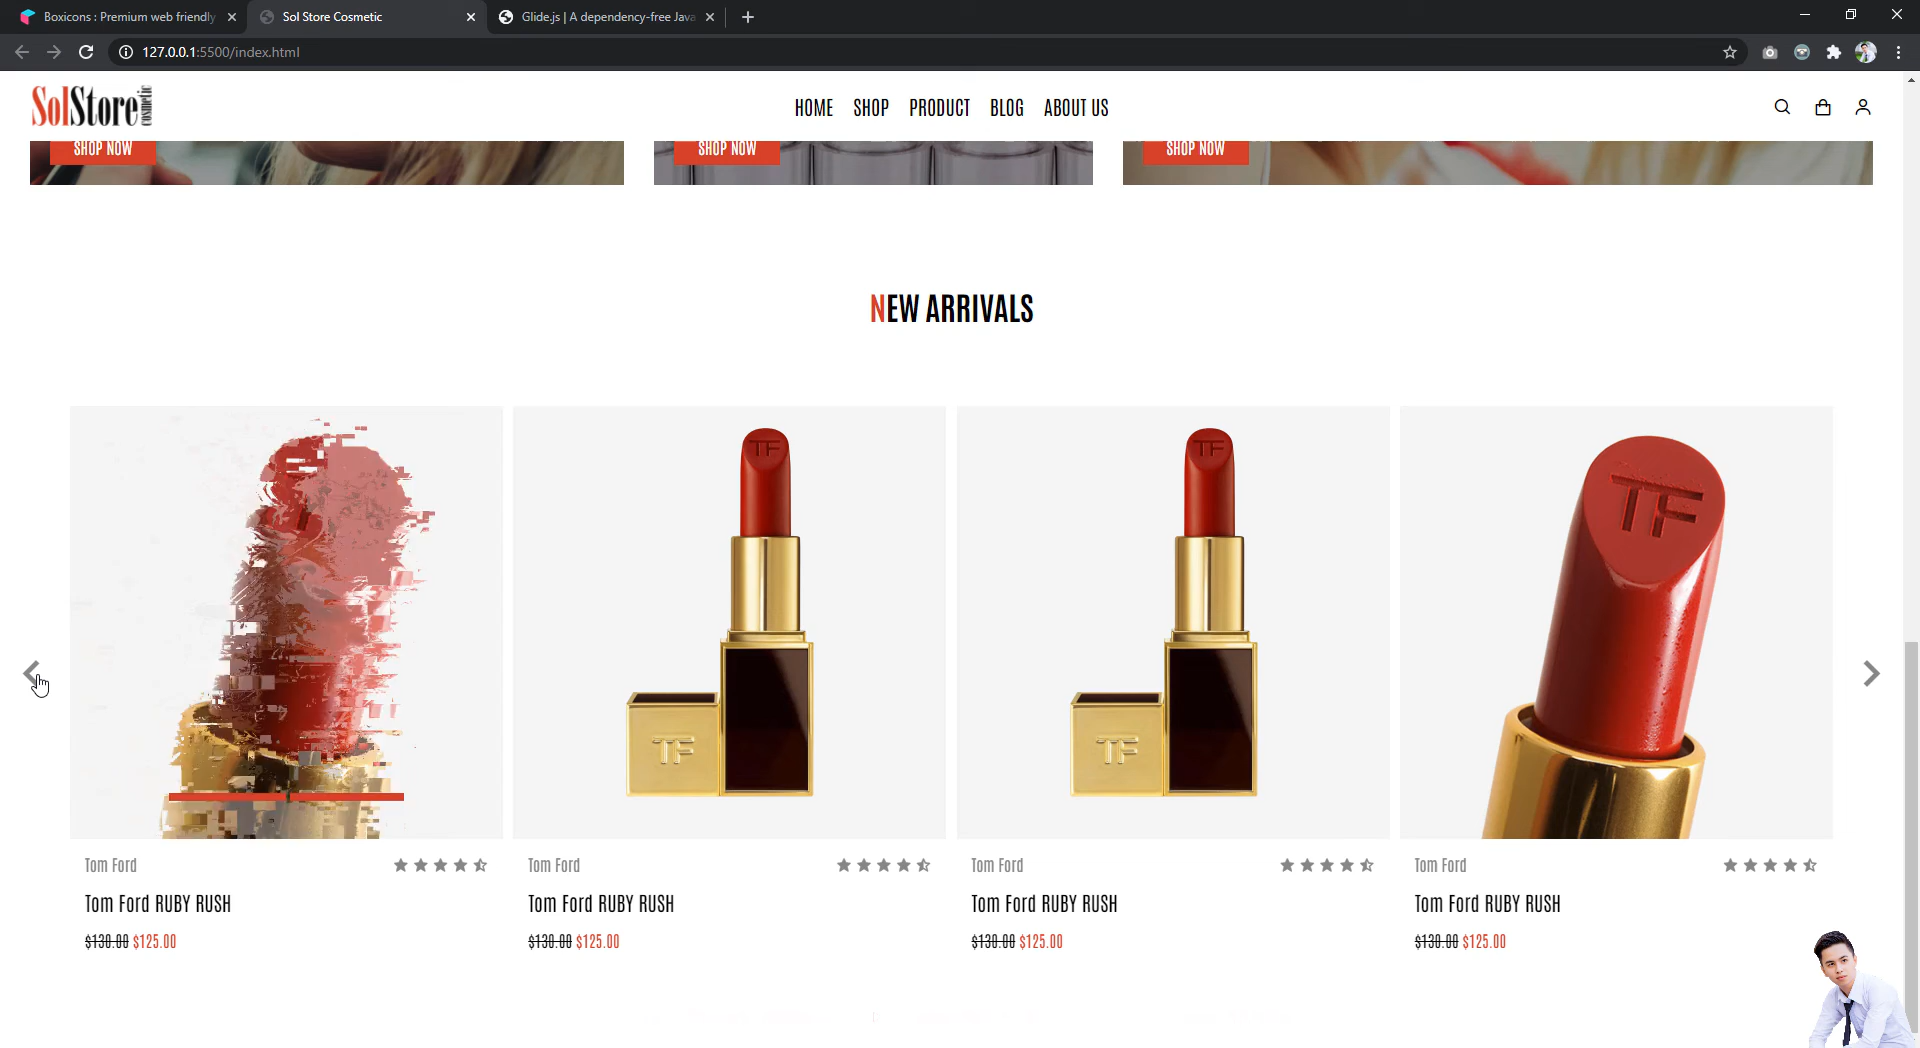 Boxicons : Premium web friendly
Sol Store Cosmetic
Glide.js | A dependency-free Java
127.0.0.1:5500/index.html
SolStore cosmetic
HOME SHOP PRODUCT BLOG ABOUT US
SHOP NOW SHOP NOW SHOP NOW
NEW ARRIVALS
TF TF TF
TF TF
Tom Ford Tom Ford Tom Ford Tom Ford
Tom Ford RUBY RUSH Tom Ford RUBY RUSH Tom Ford RUBY RUSH Tom Ford RUBY RUSH
$130.00 $125.00 $130.00 $125.00 $130.00 $125.00 $130.00 $125.00